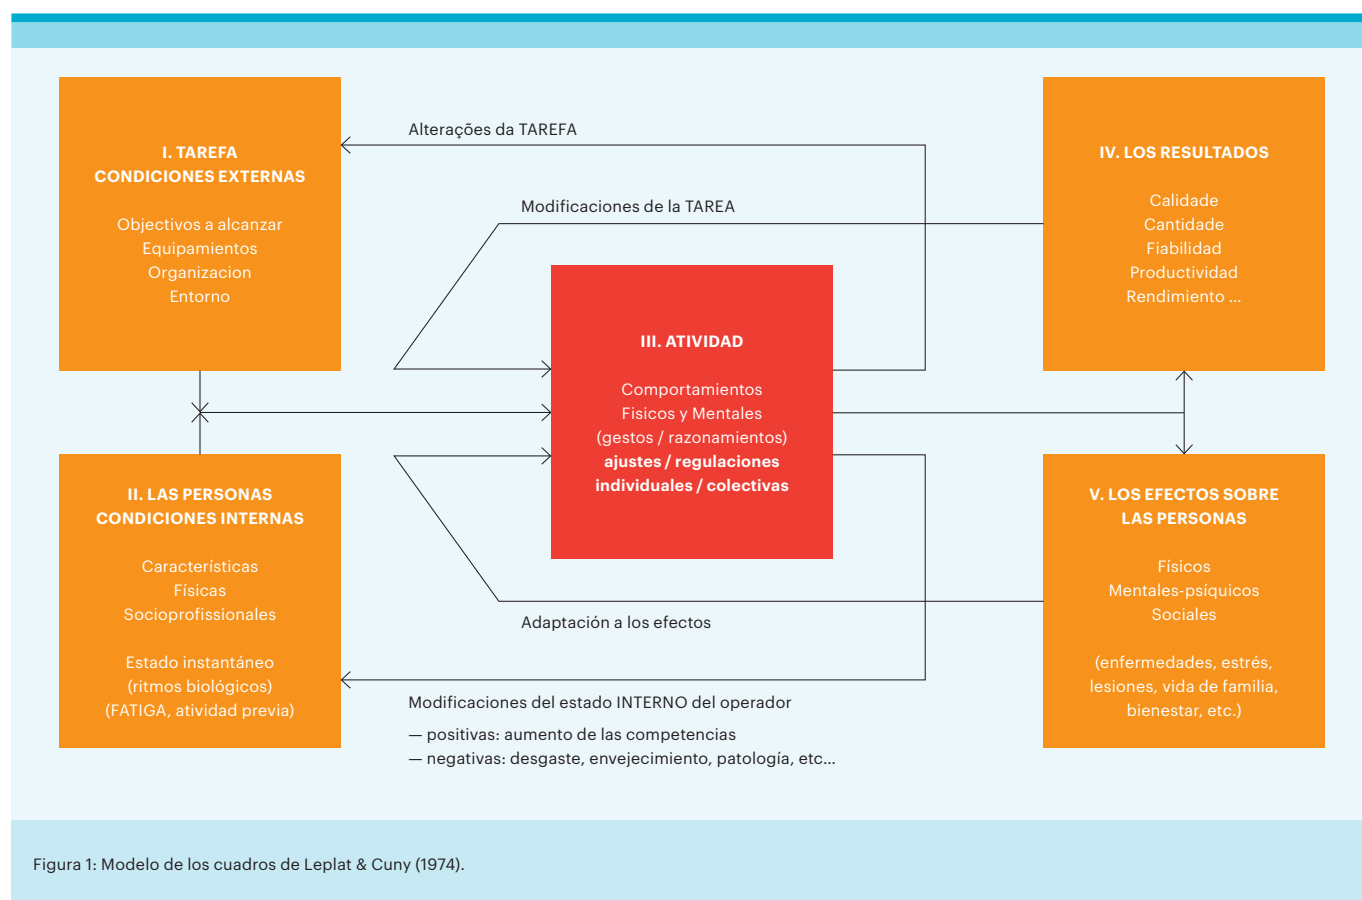 I. TAREFA
CONDICIONES EXTERNAS
Objectivos a alcanzar
Equipamientos
Organizacion
Entorno
Alterações da TAREFA
Modificaciones de la TAREA
IV. LOS RESULTADOS
Calidade
Cantidade
Fiabilidad
Productividad
Rendimiento ...
III. ATIVIDAD
Comportamientos
Fisicos y Mentales
(gestos / razonamientos)
ajustes / regulaciones
individuales / colectivas
II. LAS PERSONAS
CONDICIONES INTERNAS
Características
Físicas
Socioprofissionales
Estado instantáneo
(ritmos biológicos)
(FATIGA, atividad previa)
V. LOS EFECTOS SOBRE
LAS PERSONAS
Físicos
Mentales-psíquicos
Sociales
(enfermedades, estrés,
lesiones, vida de familia,
bienestar, etc.)
Adaptación a los efectos
Modificaciones del estado INTERNO del operador
— positivas: aumento de las competencias
— negativas: desgaste, envejecimiento, patología, etc...
Figura 1: Modelo de los cuadros de Leplat & Cuny (1974).